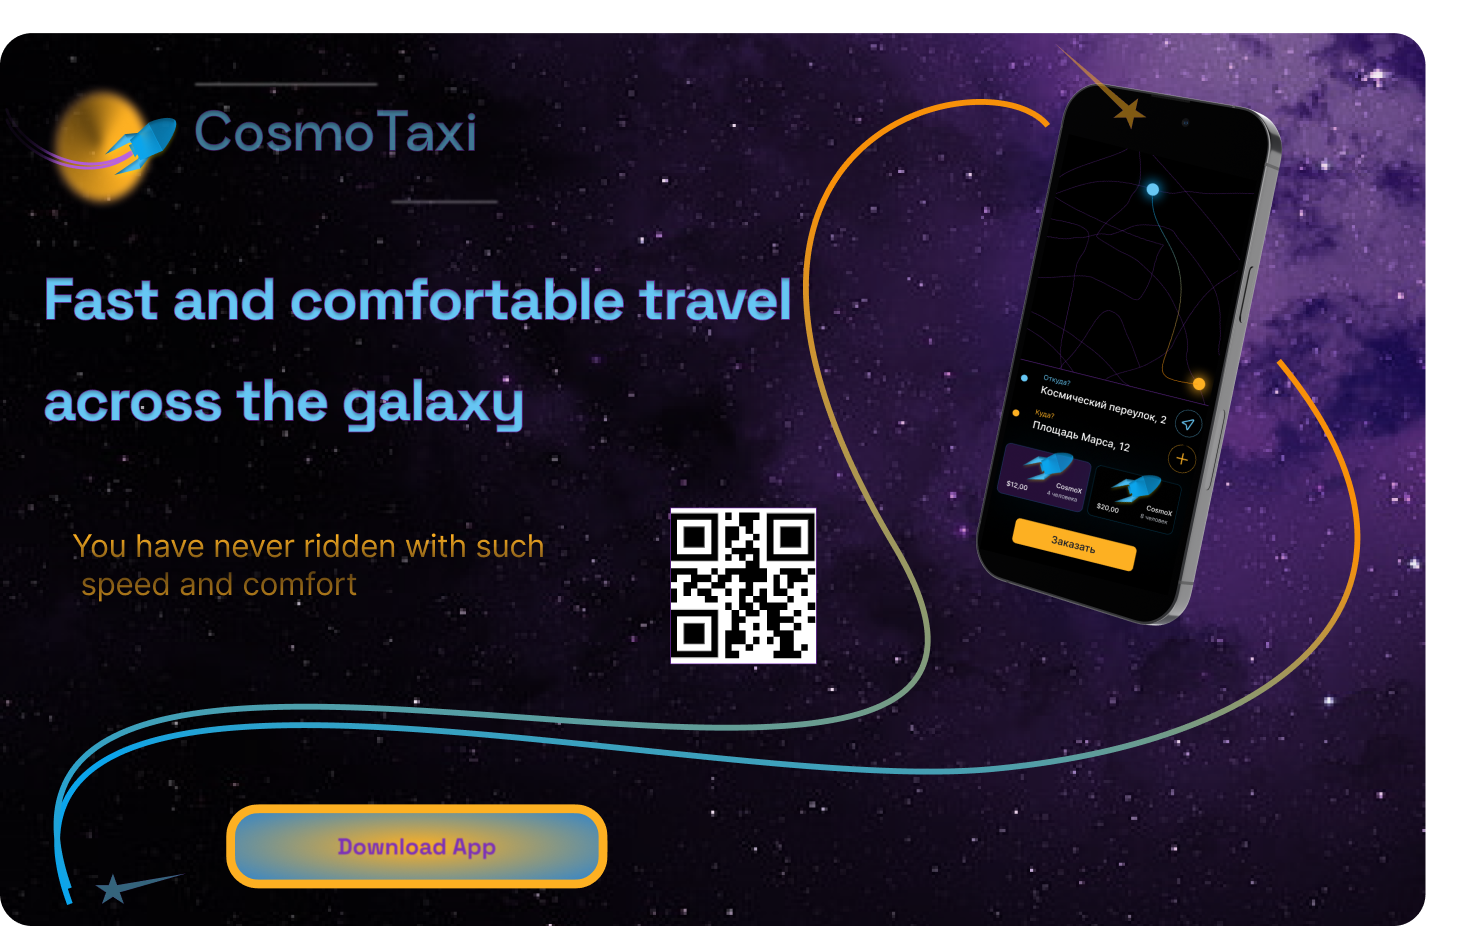 CosmoTaxi
Fast and comfortable travel
across the galaxy
You have never ridden with such
speed and comfort
Откуда?
Космический переулок, 2
Куда?
Площадь Марса, 12
$12,00
CosmoX
4 человека
$20,00
CosmoX
8 человек
Заказать
Download App